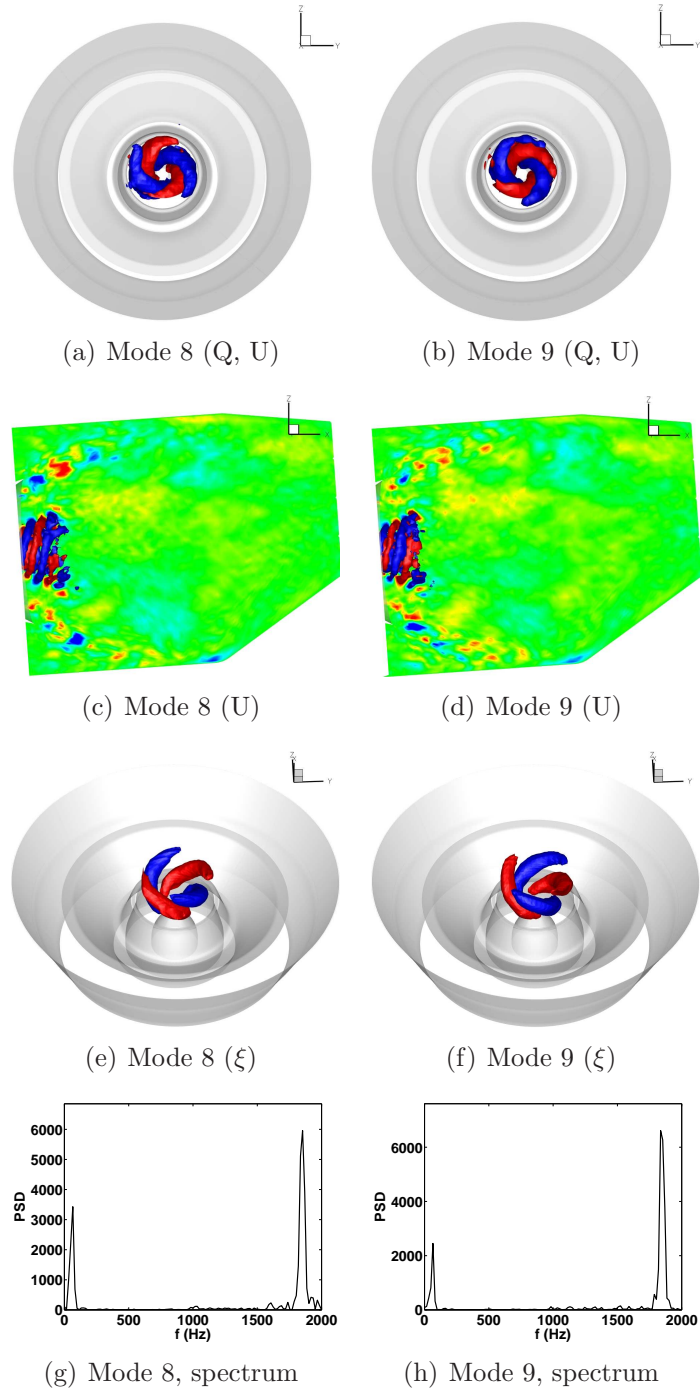 Z
X
Y
Z
X
Y
(a) Mode 8 (Q, U)
(b) Mode 9 (Q, U)
Z
X
Z
X
(c) Mode 8 (U)
(d) Mode 9 (U)
Z
Y
Z
Y
(e) Mode 8 (ξ)
(f) Mode 9 (ξ)
6000
5000
4000
3000
2000
1000
0
PSD
0 500 1000 1500 2000
f (Hz)
6000
4000
2000
0
PSD
0 500 1000 1500 2000
f (Hz)
(g) Mode 8, spectrum
(h) Mode 9, spectrum